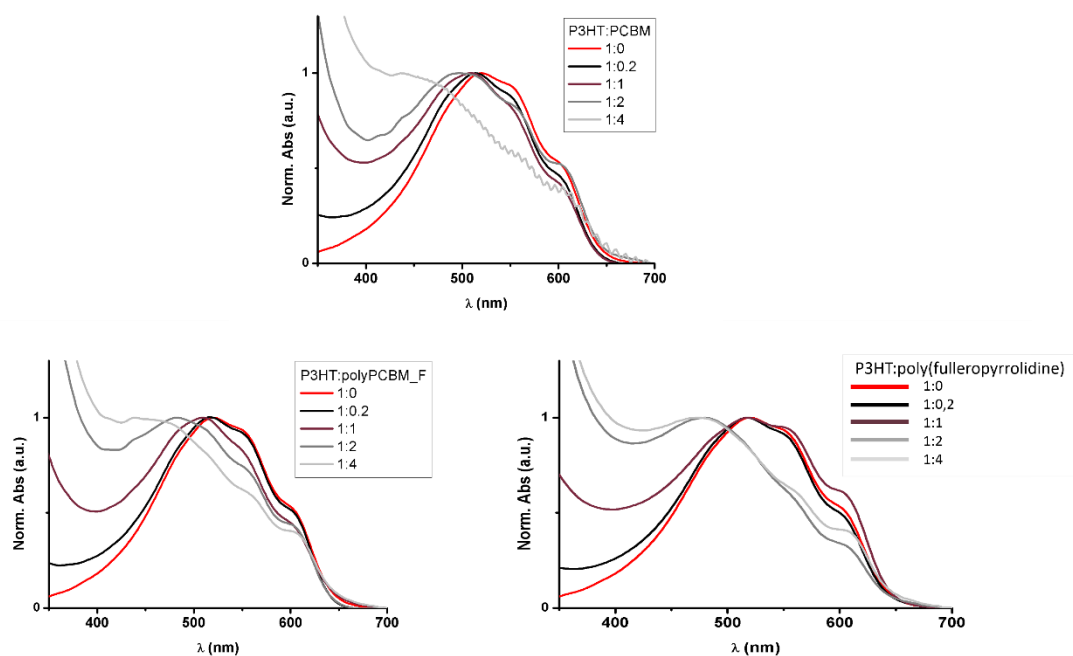 P3HT:PCBM
1:0
1:0.2
1:1
1:2
1:4
Norm. Abs (a.u.)
1
0
400 500 600 700
λ (nm)
P3HT:polyPCBM_F
1:0
1:0.2
1:1
1:2
1:4
Norm. Abs (a.u.)
1
0
400 500 600 700
λ (nm)
P3HT:poly(fulleropyrrolidine)
1:0
1:0,2
1:1
1:2
1:4
Norm. Abs (a.u.)
1
0
400 500 600 700
λ (nm)